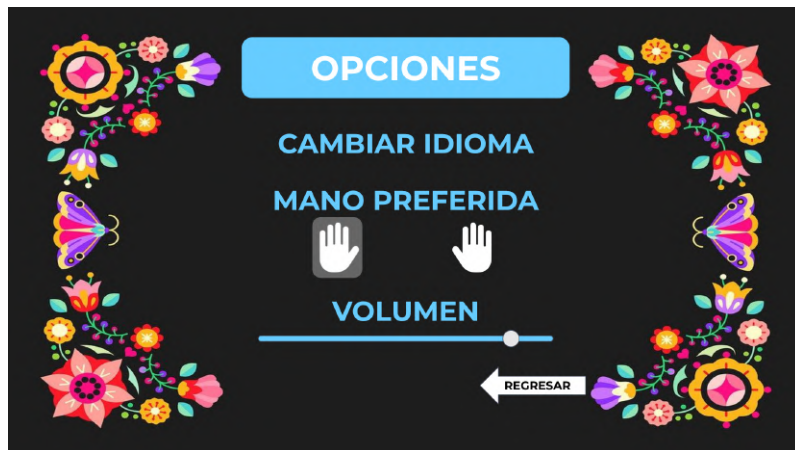 OPCIONES
CAMBIAR IDIOMA
MANO PREFERIDA
VOLUMEN
REGRESAR